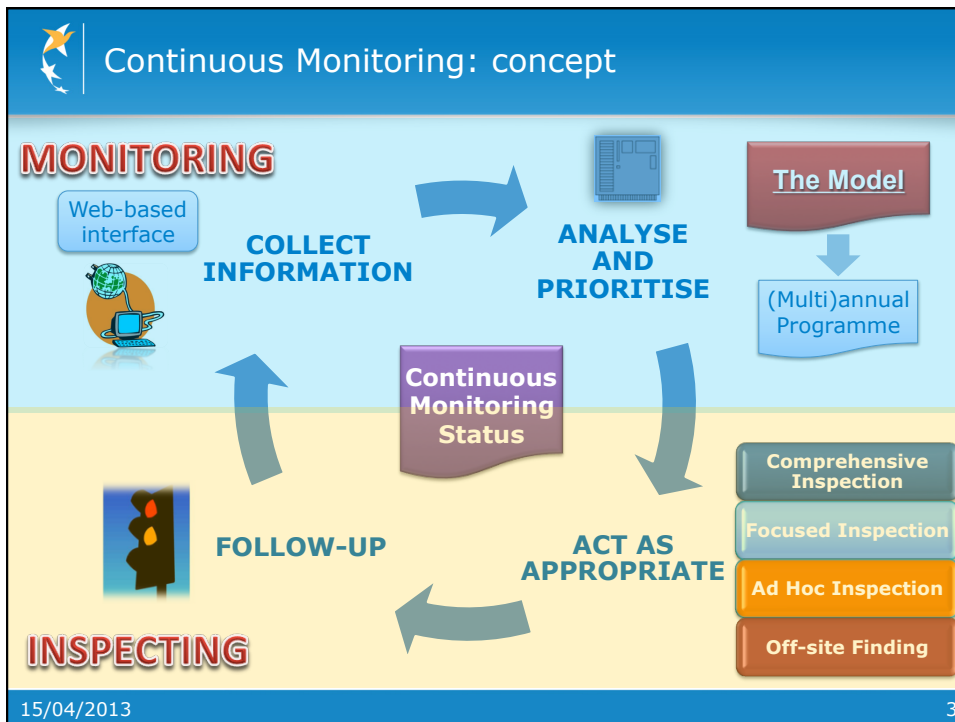 Continuous Monitoring: concept
MONITORING
Web-based
interface
COLLECT
INFORMATION
ANALYSE
AND
PRIORITISE
The Model
(Multi)annual
Programme
Continuous
Monitoring
Status
Comprehensive
Inspection
Focused Inspection
Ad Hoc Inspection
Off-site Finding
ACT AS
APPROPRIATE
FOLLOW-UP
INSPECTING
15/04/2013
3